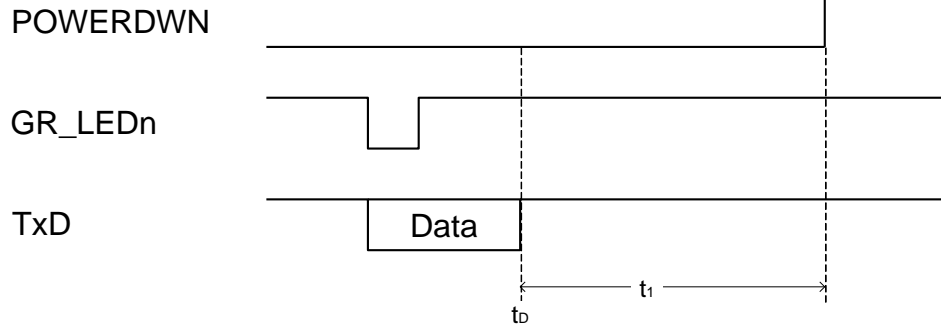 POWERDWN
GR_LEDn
TxD
Data
t1
tD